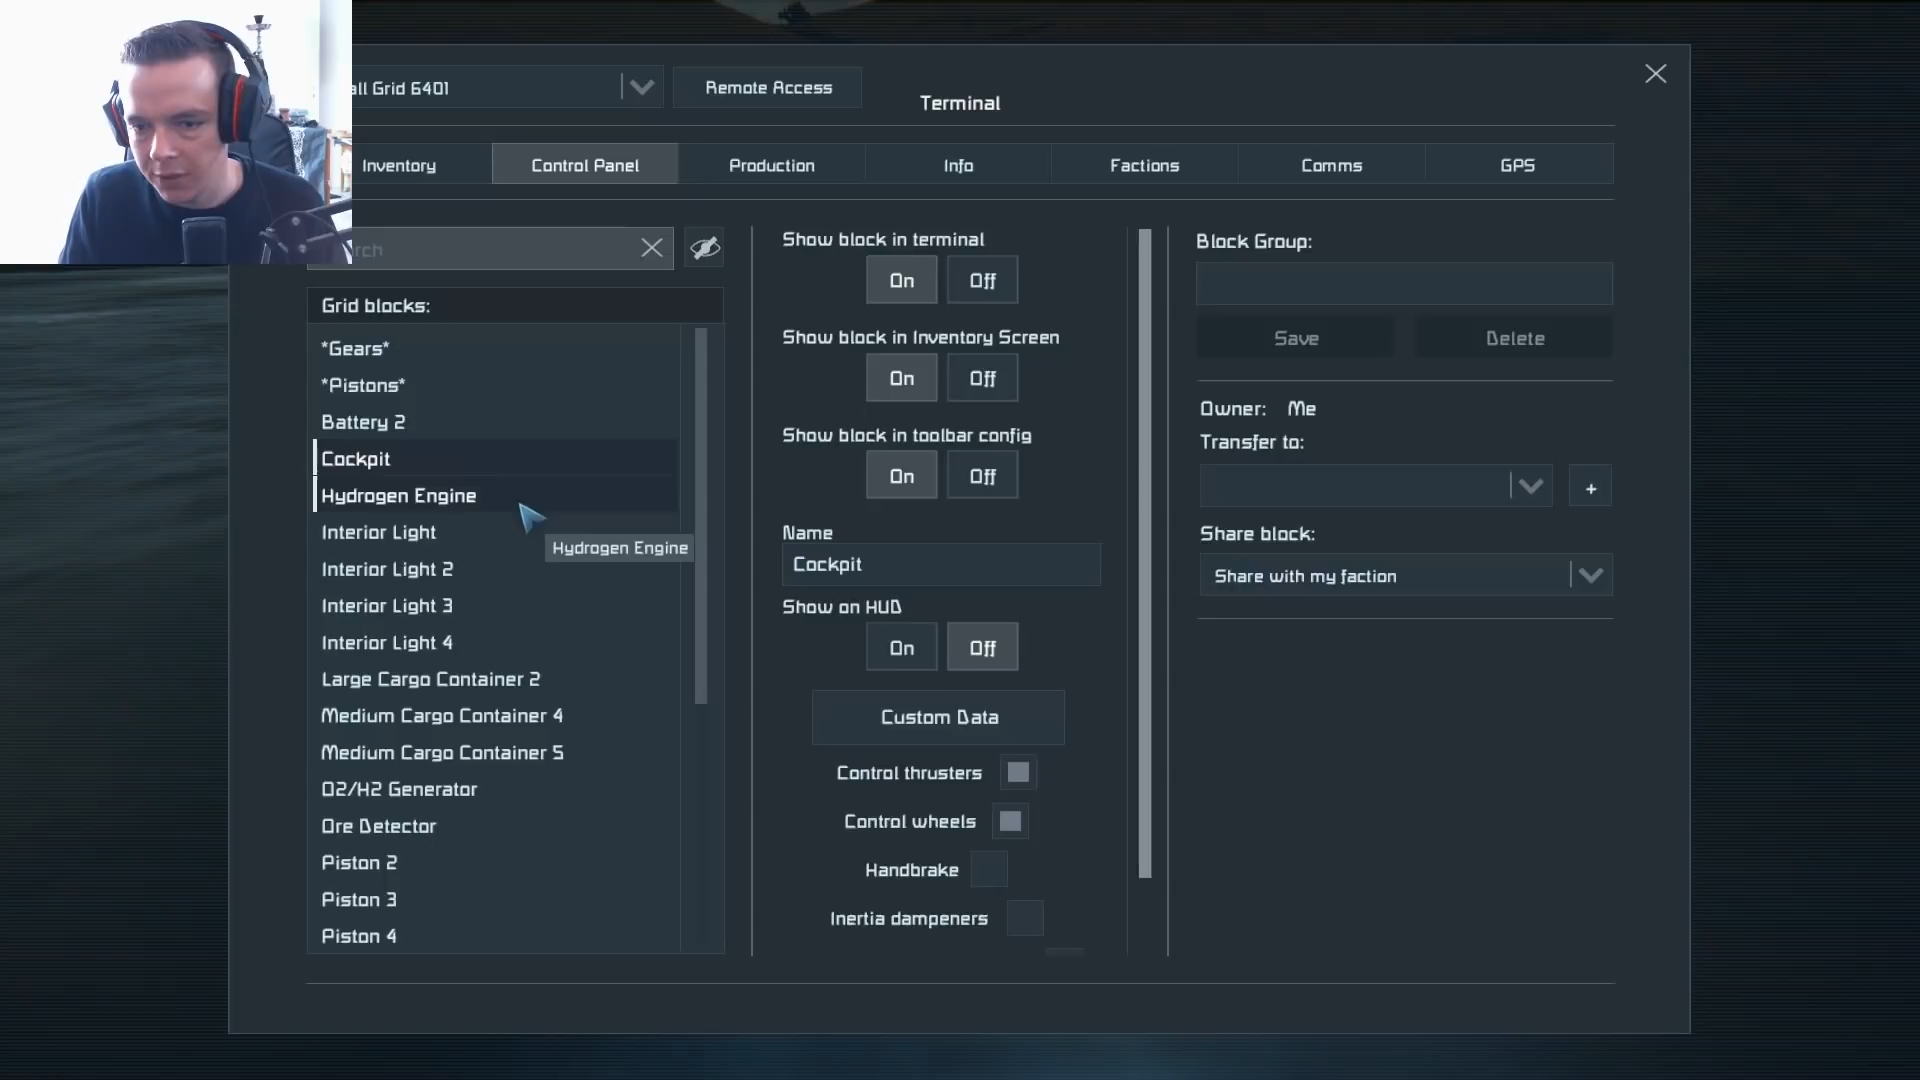 all Grid 6401
Remote Access
Terminal
Inventory
Control Panel
Production
Info
Factions
Comms
GPS
rch
Grid blocks:
*Gears*
*Pistons*
Battery 2
Cockpit
Hydrogen Engine
Interior Light
Interior Light 2
Interior Light 3
Interior Light 4
Large Cargo Container 2
Medium Cargo Container 4
Medium Cargo Container 5
O2/H2 Generator
Ore Detector
Piston 2
Piston 3
Piston 4
Hydrogen Engine
Show block in terminal
On Off
Show block in Inventory Screen
On Off
Show block in toolbar config
On Off
Name
Cockpit
Show on HUD
On Off
Custom Data
Control thrusters
Control wheels
Handbrake
Inertia dampeners
Block Group:
Save Delete
Owner: Me
Transfer to:
+
Share block:
Share with my faction